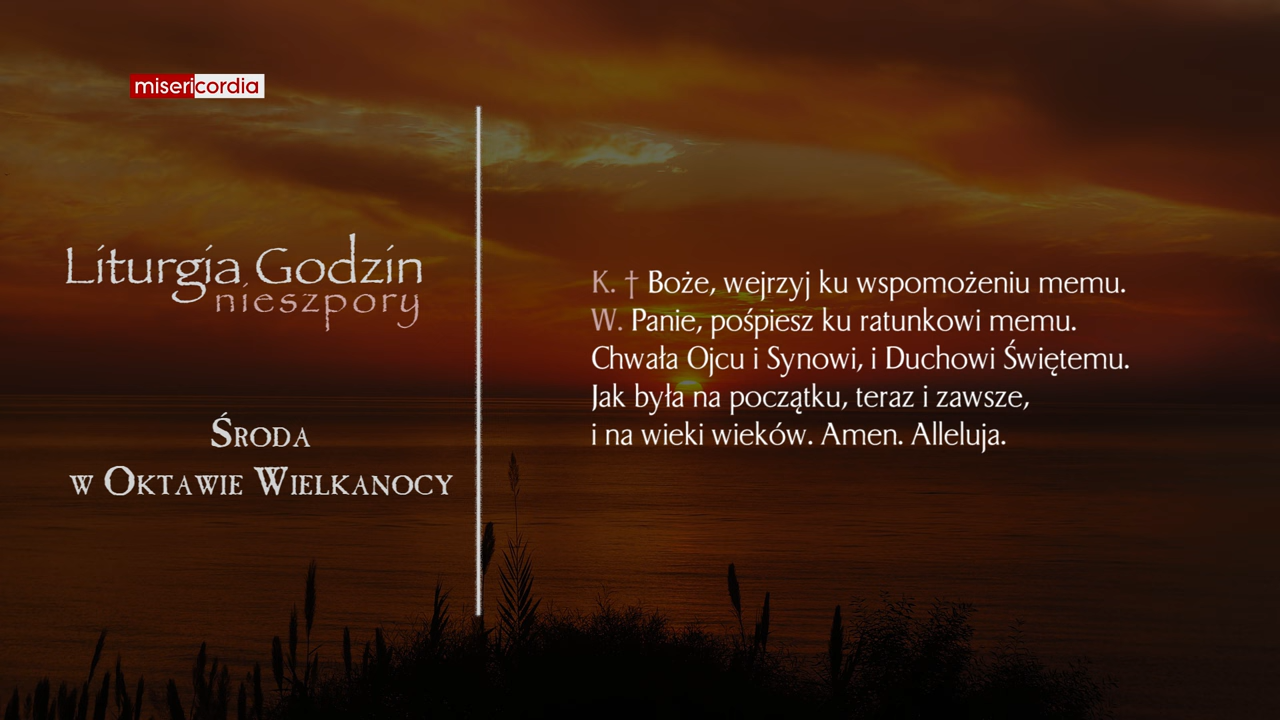 misericordia
Liturgia Godzin
nieszpory
Środa
w Oktawie Wielkanocy
K. † Boże, wejrzyj ku wspomożeniu memu.
W. Panie, pośpiesz ku ratunkowi memu.
Chwała Ojcu i Synowi, i Duchowi Świętemu.
Jak była na początku, teraz i zawsze,
i na wieki wieków. Amen. Alleluja.